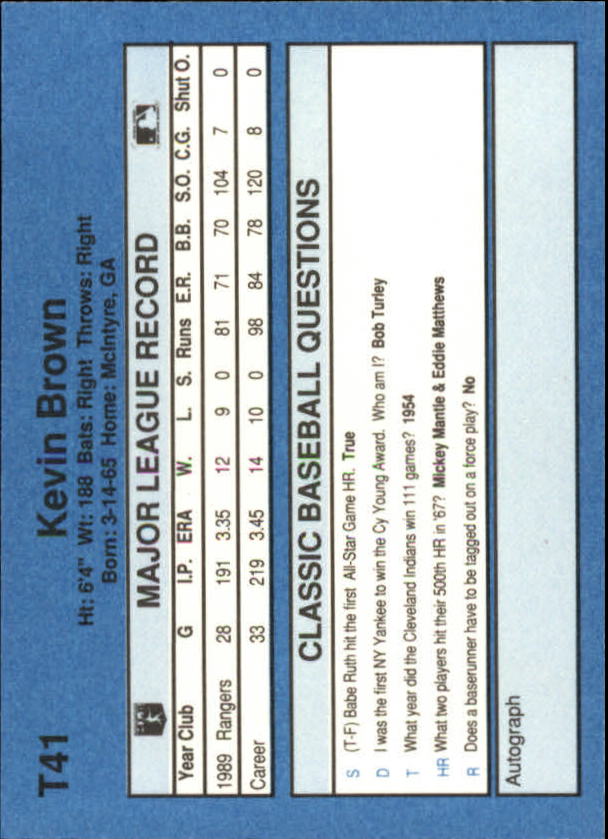 T41 Kevin Brown
Ht: 6'4" Wt: 188 Bats: Right Throws: Right
Born: 3-14-65 Home: McIntyre, GA
MAJOR LEAGUE RECORD
Year Club G I.P. ERA W. L. S. Runs E.R. B.B. S.O. C.G. Shut O.
1989 Rangers 28 191 3.35 12 9 0 81 71 70 104 7 0
Career 33 219 3.45 14 10 0 98 84 78 120 8 0
CLASSIC BASEBALL QUESTIONS
S (T-F) Babe Ruth hit the first All-Star Game HR. True
D I was the first NY Yankee to win the Cy Young Award. Who am I? Bob Turley
T What year did the Cleveland Indians win 111 games? 1954
HR What two players hit their 500th HR in '67? Mickey Mantle & Eddie Matthews
R Does a baserunner have to be tagged out on a force play? No
Autograph